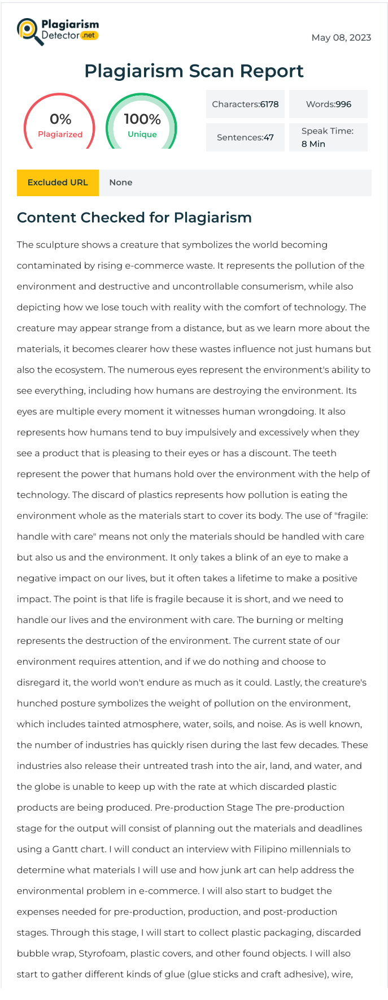 Plagiarism
Detector .net
May 08, 2023
Plagiarism Scan Report
0%
Plagiarized
100%
Unique
Characters:6178
Words:996
Sentences:47
Speak Time:
8 Min
Excluded URL
None
Content Checked for Plagiarism
The sculpture shows a creature that symbolizes the world becoming
contaminated by rising e-commerce waste. It represents the pollution of the
environment and destructive and uncontrollable consumerism, while also
depicting how we lose touch with reality with the comfort of technology. The
creature may appear strange from a distance, but as we learn more about the
materials, it becomes clearer how these wastes influence not just humans but
also the ecosystem. The numerous eyes represent the environment's ability to
see everything, including how humans are destroying the environment. Its
eyes are multiple every moment it witnesses human wrongdoing. It also
represents how humans tend to buy impulsively and excessively when they
see a product that is pleasing to their eyes or has a discount. The teeth
represent the power that humans hold over the environment with the help of
technology. The discard of plastics represents how pollution is eating the
environment whole as the materials start to cover its body. The use of "fragile:
handle with care" means not only the materials should be handled with care
but also us and the environment. It only takes a blink of an eye to make a
negative impact on our lives, but it often takes a lifetime to make a positive
impact. The point is that life is fragile because it is short, and we need to
handle our lives and the environment with care. The burning or melting
represents the destruction of the environment. The current state of our
environment requires attention, and if we do nothing and choose to
disregard it, the world won't endure as much as it could. Lastly, the creature's
hunched posture symbolizes the weight of pollution on the environment,
which includes tainted atmosphere, water, soils, and noise. As is well known,
the number of industries has quickly risen during the last few decades. These
industries also release their untreated trash into the air, land, and water, and
the globe is unable to keep up with the rate at which discarded plastic
products are being produced. Pre-production Stage The pre-production
stage for the output will consist of planning out the materials and deadlines
using a Gantt chart. I will conduct an interview with Filipino millennials to
determine what materials I will use and how junk art can help address the
environmental problem in e-commerce. I will also start to budget the
expenses needed for pre-production, production, and post-production
stages. Through this stage, I will start to collect plastic packaging, discarded
bubble wrap, Styrofoam, plastic covers, and other found objects. I will also
start to gather different kinds of glue (glue sticks and craft adhesive), wire,